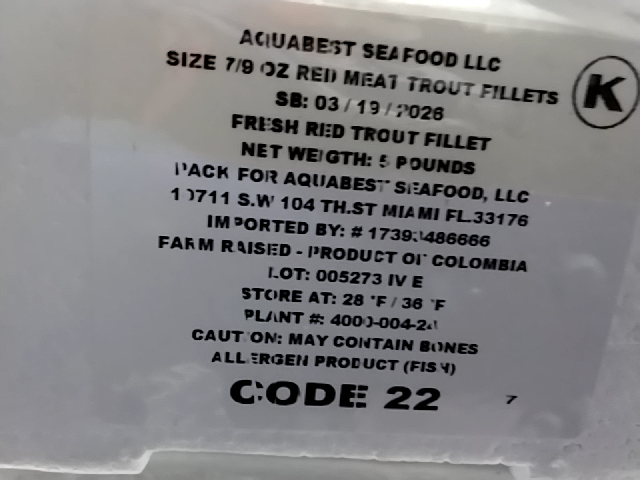 AQUABEST SEAFOOD LLC
SIZE 7/9 OZ RED MEAT TROUT FILLETS
K
SB: 03 / 19 / 2026
FRESH RED TROUT FILLET
NET WEIGTH: 5 POUNDS
PACK FOR AQUABEST SEAFOOD, LLC
10711 S.W 104 TH.ST MIAMI FL.33176
IMPORTED BY: #
FARM RAISED - PRODUCT OF COLOMBIA
LOT: 005273 IV E
STORE AT: 28 °F / 36 °F
PLANT #:
CAUTION: MAY CONTAIN BONES
ALLERGEN PRODUCT (FISH)
CODE 22
7